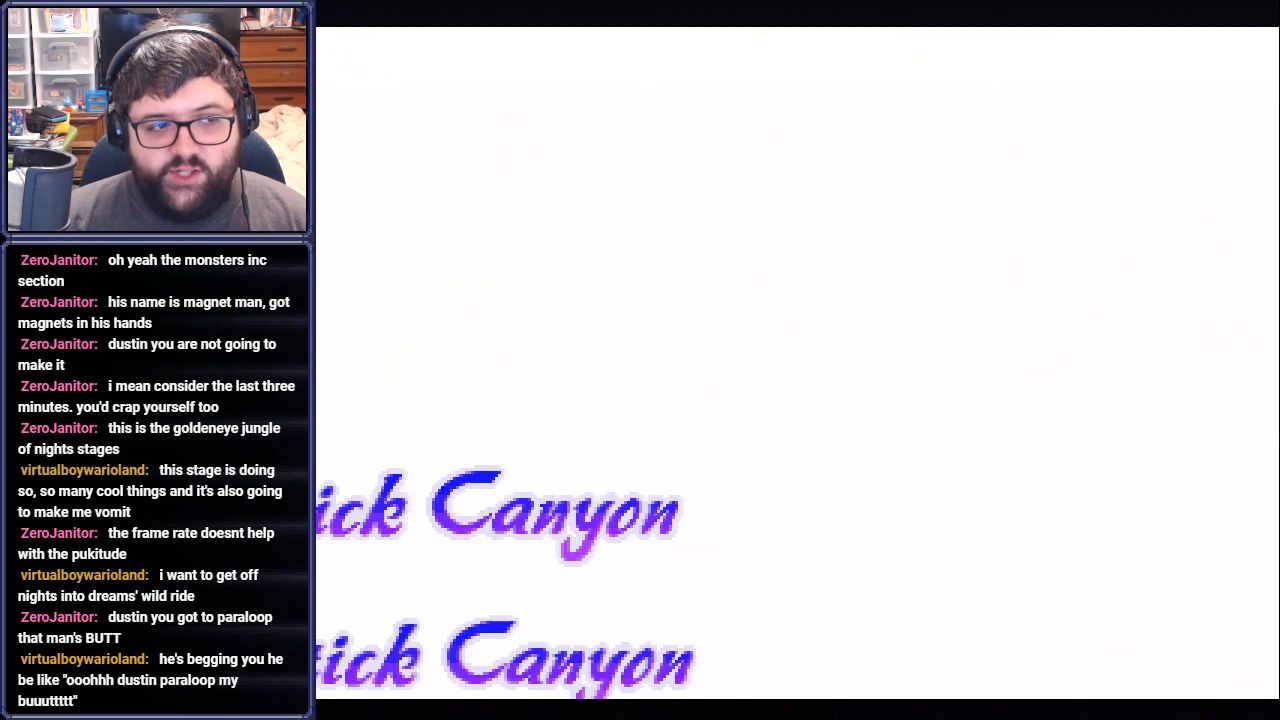 ZeroJanitor: oh yeah the monsters inc
section
ZeroJanitor: his name is magnet man, got
magnets in his hands
ZeroJanitor: dustin you are not going to
make it
ZeroJanitor: i mean consider the last three
minutes. you'd crap yourself too
ZeroJanitor: this is the goldeneye jungle
of nights stages
virtualboywarioland: this stage is doing
so, so many cool things and it's also going
to make me vomit
ZeroJanitor: the frame rate doesnt help
with the pukitude
virtualboywarioland: i want to get off
nights into dreams' wild ride
ZeroJanitor: dustin you got to paraloop
that man's BUTT
virtualboywarioland: he's begging you he
be like "ooohhh dustin paraloop my
buuuttttt"
ick Canyon
ick Canyon